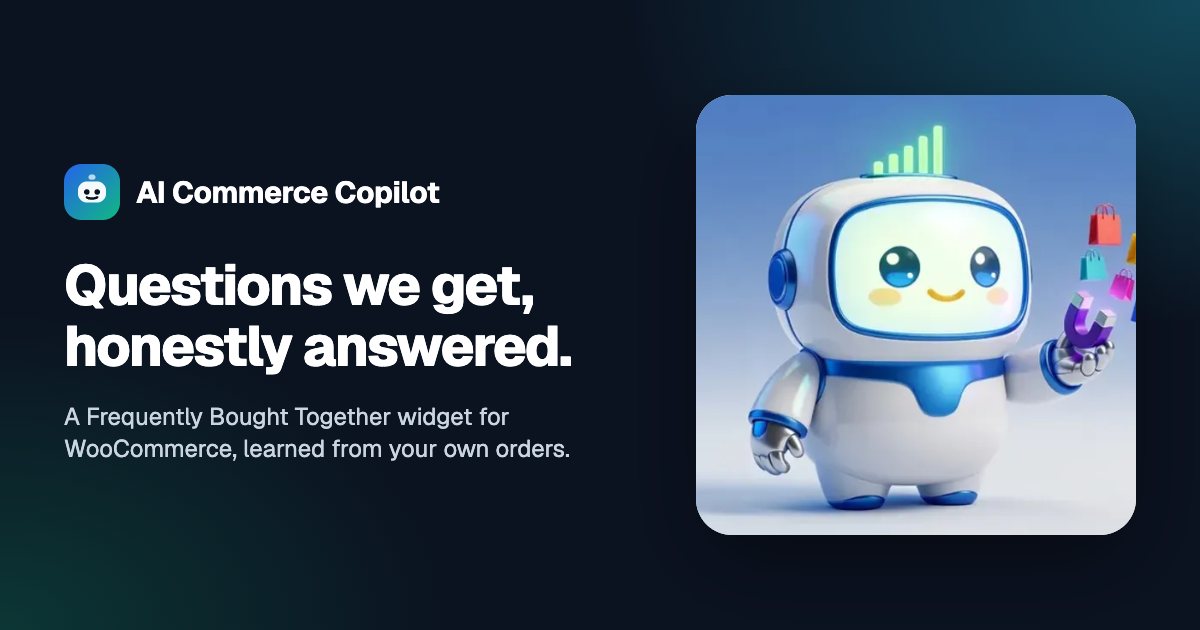 AI Commerce Copilot
Questions we get,
honestly answered.
A Frequently Bought Together widget for
WooCommerce, learned from your own orders.